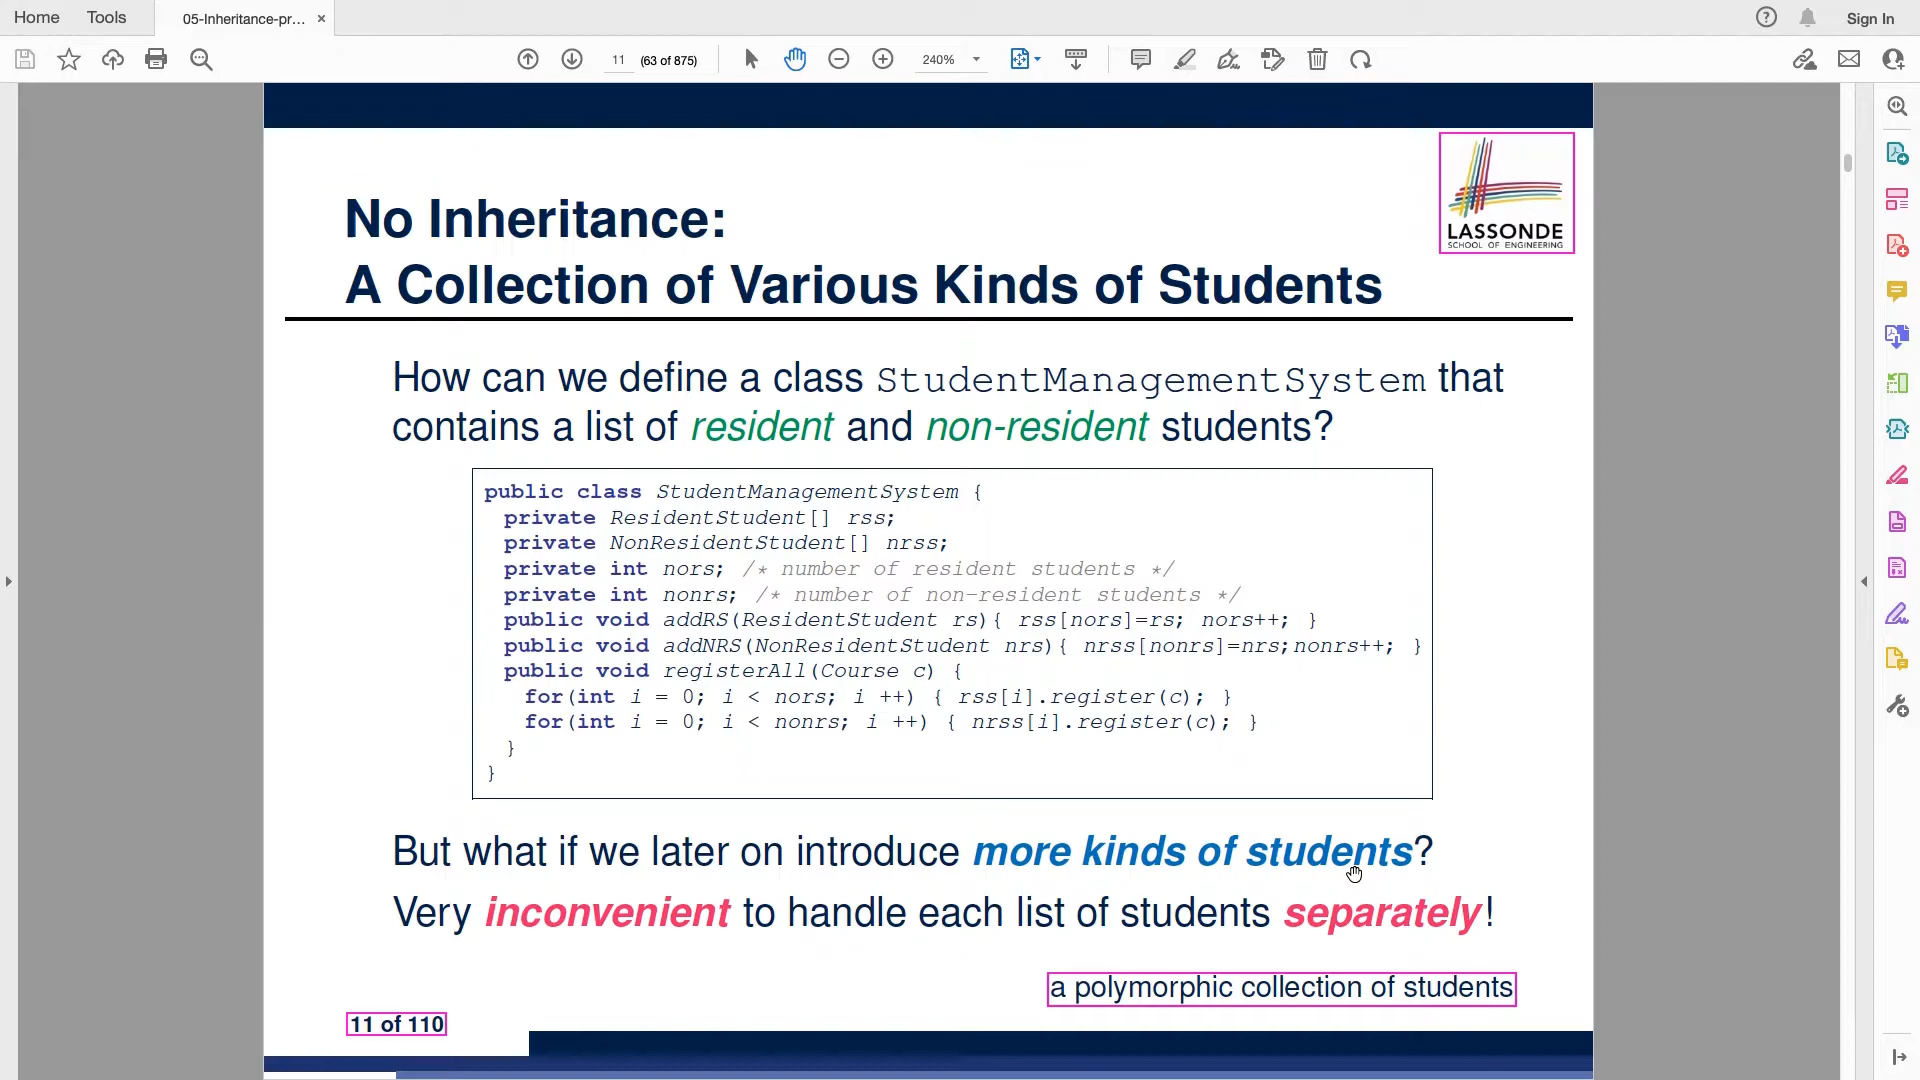 Home Tools 05-Inheritance-pr... × Sign In
11 (63 of 875) 240%
LASSONDE
SCHOOL OF ENGINEERING
No Inheritance:
A Collection of Various Kinds of Students
How can we define a class StudentManagementSystem that
contains a list of resident and non-resident students?
public class StudentManagementSystem {
private ResidentStudent[] rss;
private NonResidentStudent[] nrss;
private int nors; /* number of resident students */
private int nonrs; /* number of non-resident students */
public void addRS(ResidentStudent rs){ rss[nors]=rs; nors++; }
public void addNRS(NonResidentStudent nrs){ nrss[nonrs]=nrs;nonrs++; }
public void registerAll(Course c) {
for(int i = 0; i < nors; i ++) { rss[i].register(c); }
for(int i = 0; i < nonrs; i ++) { nrss[i].register(c); }
}
}
But what if we later on introduce more kinds of students?
Very inconvenient to handle each list of students separately!
a polymorphic collection of students
11 of 110